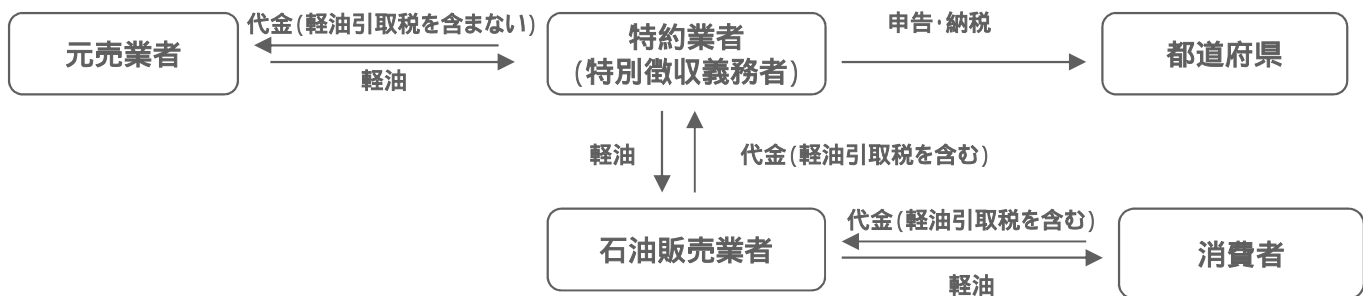 元売業者
代金(軽油引取税を含まない)
軽油
特約業者
(特別徴収義務者)
申告·納税
都道府県
軽油
代金(軽油引取税を含む)
石油販売業者
代金(軽油引取税を含む)
軽油
消費者